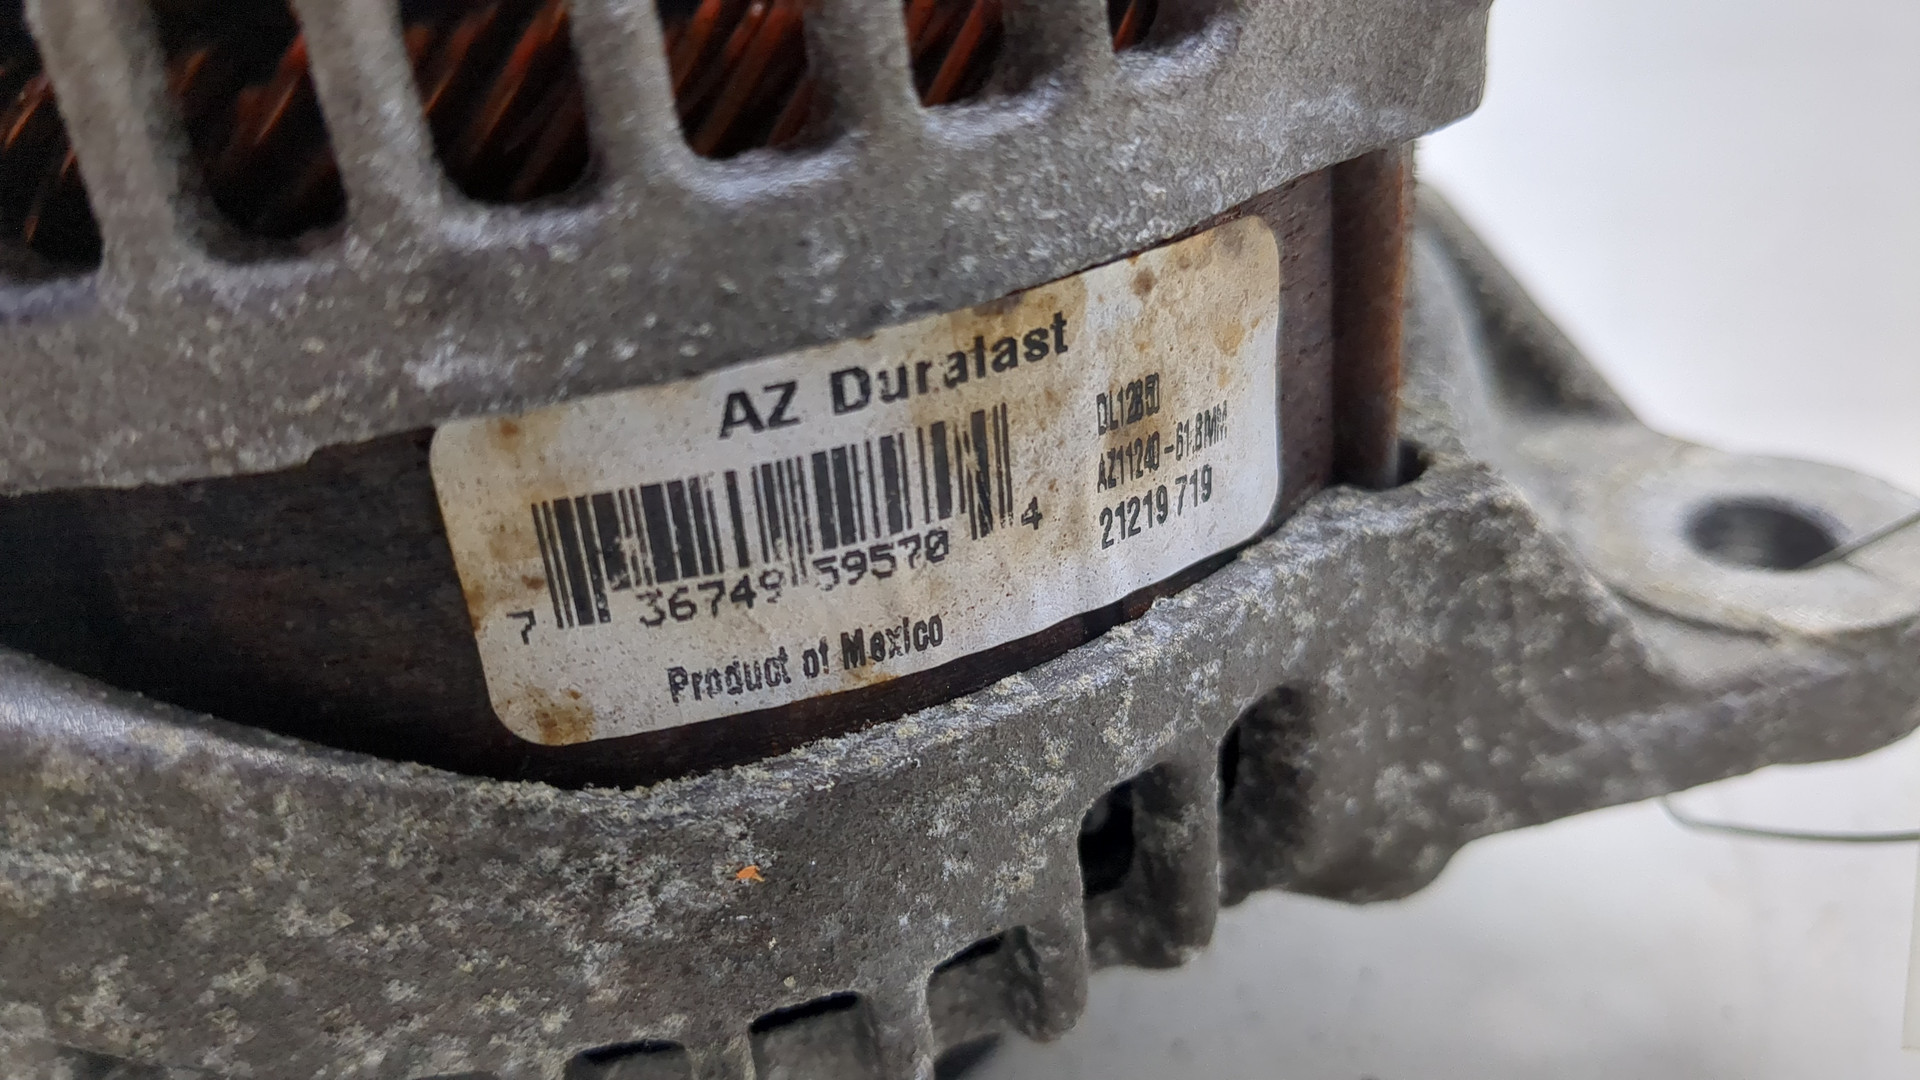 AZ Duralast
7 36749 59570 4
Product of Mexico
DL12850
AZ11240-61.8MM
21219 719